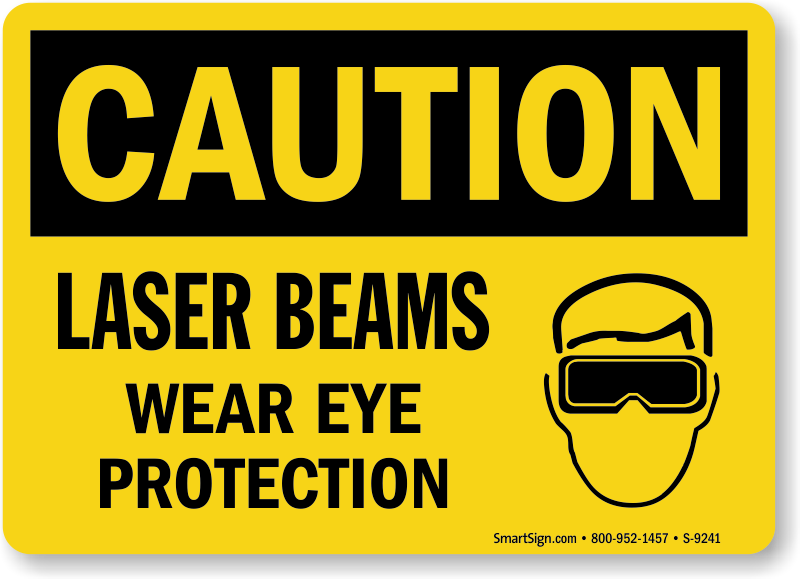 CAUTION
LASER BEAMS
WEAR EYE
PROTECTION
SmartSign.com • 800-952-1457 • S-9241